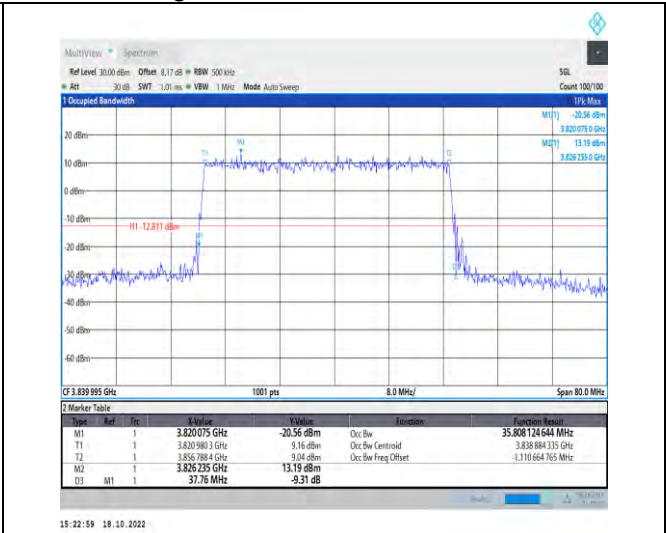 MultiView Spectrum
Ref Level 30.00 dBm Offset 8.17 dB RBW 500 kHz SGL
Att 30 dB SWT 1.01 ms VBW 1 MHz Mode Auto Sweep Count 100/100
1 Occupied Bandwidth 1Pk Max
M1[1] -20.56 dBm
3.820 075 0 GHz
M2[1] 13.19 dBm
3.826 235 0 GHz
20 dBm
M2
T1 T2
10 dBm
0 dBm
-10 dBm
H1 -12.811 dBm
M1
-20 dBm
D3
-30 dBm
-40 dBm
-50 dBm
-60 dBm
CF 3.839 995 GHz 1001 pts 8.0 MHz/ Span 80.0 MHz
2 Marker Table
Type Ref Trc X-Value Y-Value Function Function Result
M1 1 3.820 075 GHz -20.56 dBm Occ Bw 35.808 124 644 MHz
T1 1 3.820 980 3 GHz 9.16 dBm Occ Bw Centroid 3.838 884 335 GHz
T2 1 3.856 788 4 GHz 9.04 dBm Occ Bw Freq Offset -1.110 664 765 MHz
M2 1 3.826 235 GHz 13.19 dBm
D3 M1 1 37.76 MHz -9.31 dB
15:22:59 18.10.2022